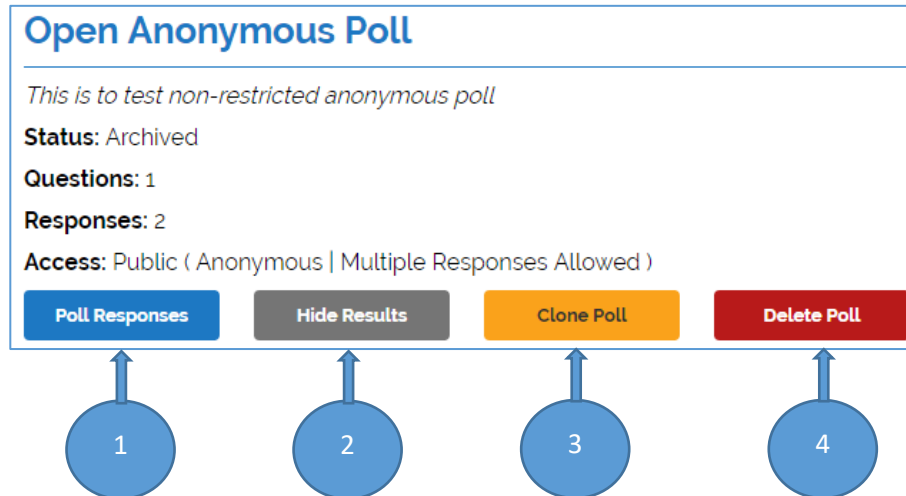 Open Anonymous Poll
This is to test non-restricted anonymous poll
Status: Archived
Questions: 1
Responses: 2
Access: Public ( Anonymous | Multiple Responses Allowed )
Poll Responses Hide Results Clone Poll Delete Poll
1 2 3 4